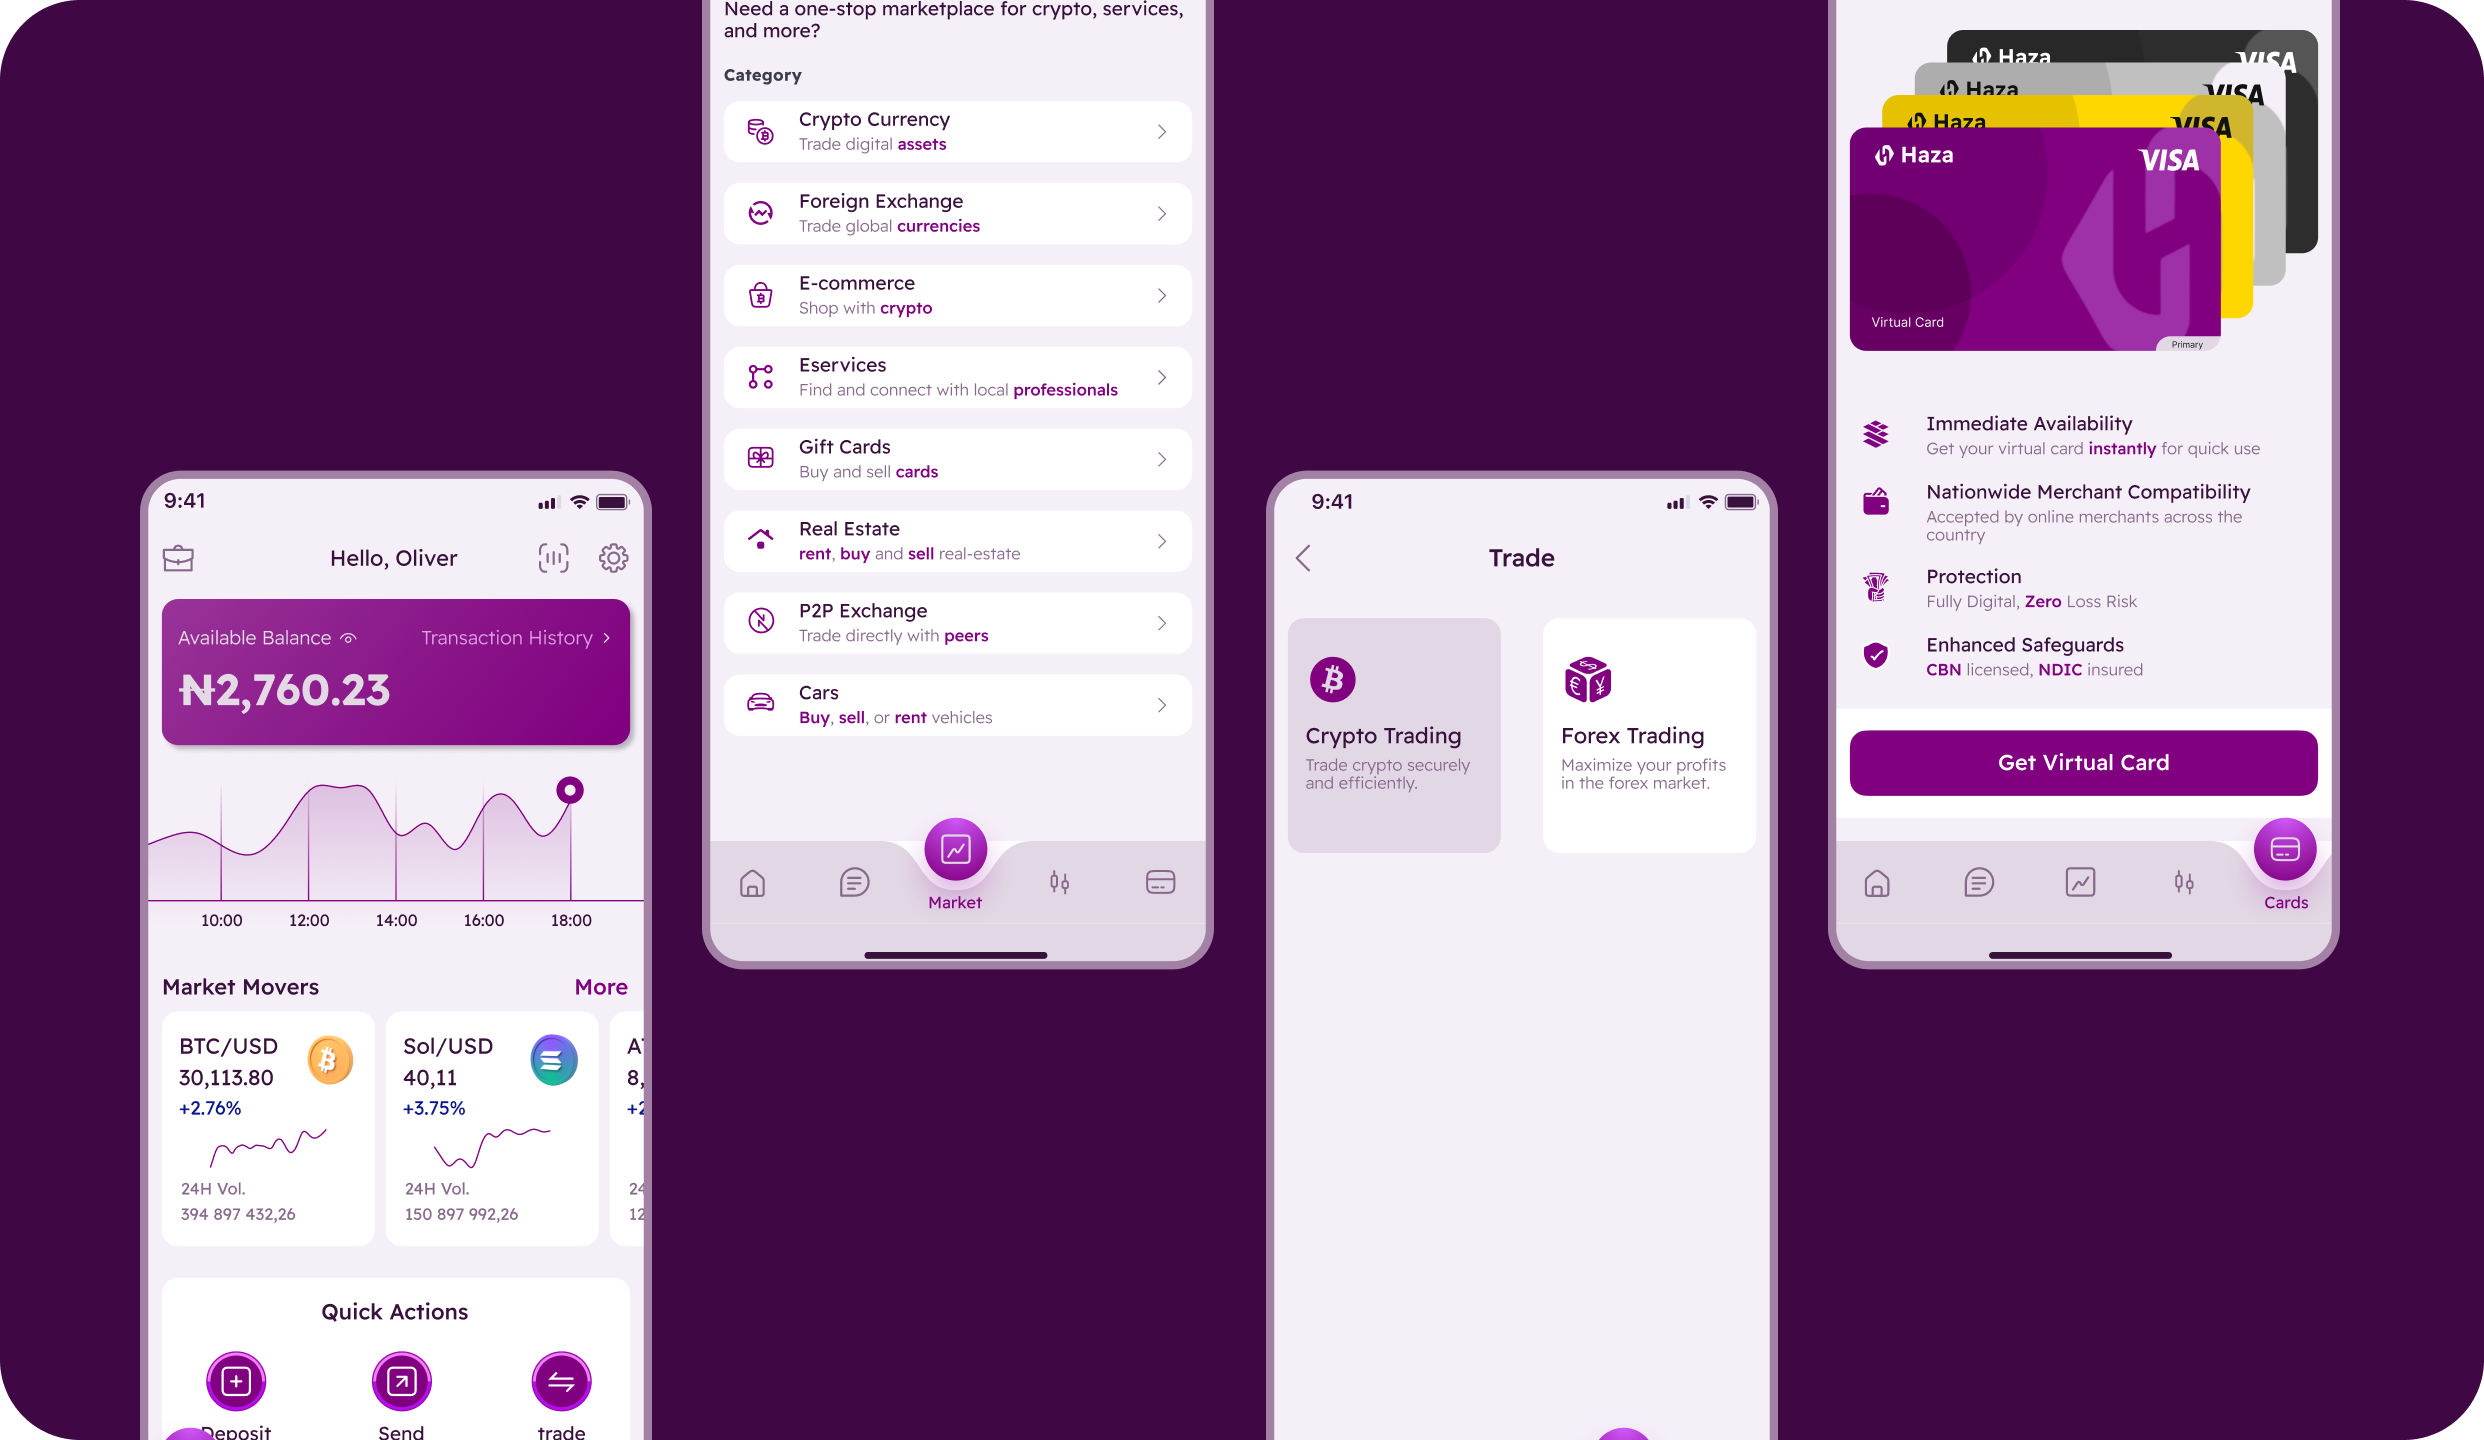 9:41
Hello, Oliver
Available Balance
Transaction History
₦2,760.23
10:00 12:00 14:00 16:00 18:00
Market Movers
More
BTC/USD
30,113.80
+2.76%
24H Vol.
394 897 432,26
Sol/USD
40,11
+3.75%
24H Vol.
150 897 992,26
8,
24
12
Quick Actions
Deposit
Send
trade
Need a one-stop marketplace for crypto, services,
and more?
Category
Crypto Currency
Trade digital assets
Foreign Exchange
Trade global currencies
E-commerce
Shop with crypto
Eservices
Find and connect with local professionals
Gift Cards
Buy and sell cards
Real Estate
rent, buy and sell real-estate
P2P Exchange
Trade directly with peers
Cars
Buy, sell, or rent vehicles
Market
9:41
Trade
Crypto Trading
Trade crypto securely
and efficiently.
Forex Trading
Maximize your profits
in the forex market.
Haza VISA
Haza VISA
Haza VISA
Haza VISA
Virtual Card
Primary
Immediate Availability
Get your virtual card instantly for quick use
Nationwide Merchant Compatibility
Accepted by online merchants across the
country
Protection
Fully Digital, Zero Loss Risk
Enhanced Safeguards
CBN licensed, NDIC insured
Get Virtual Card
Cards